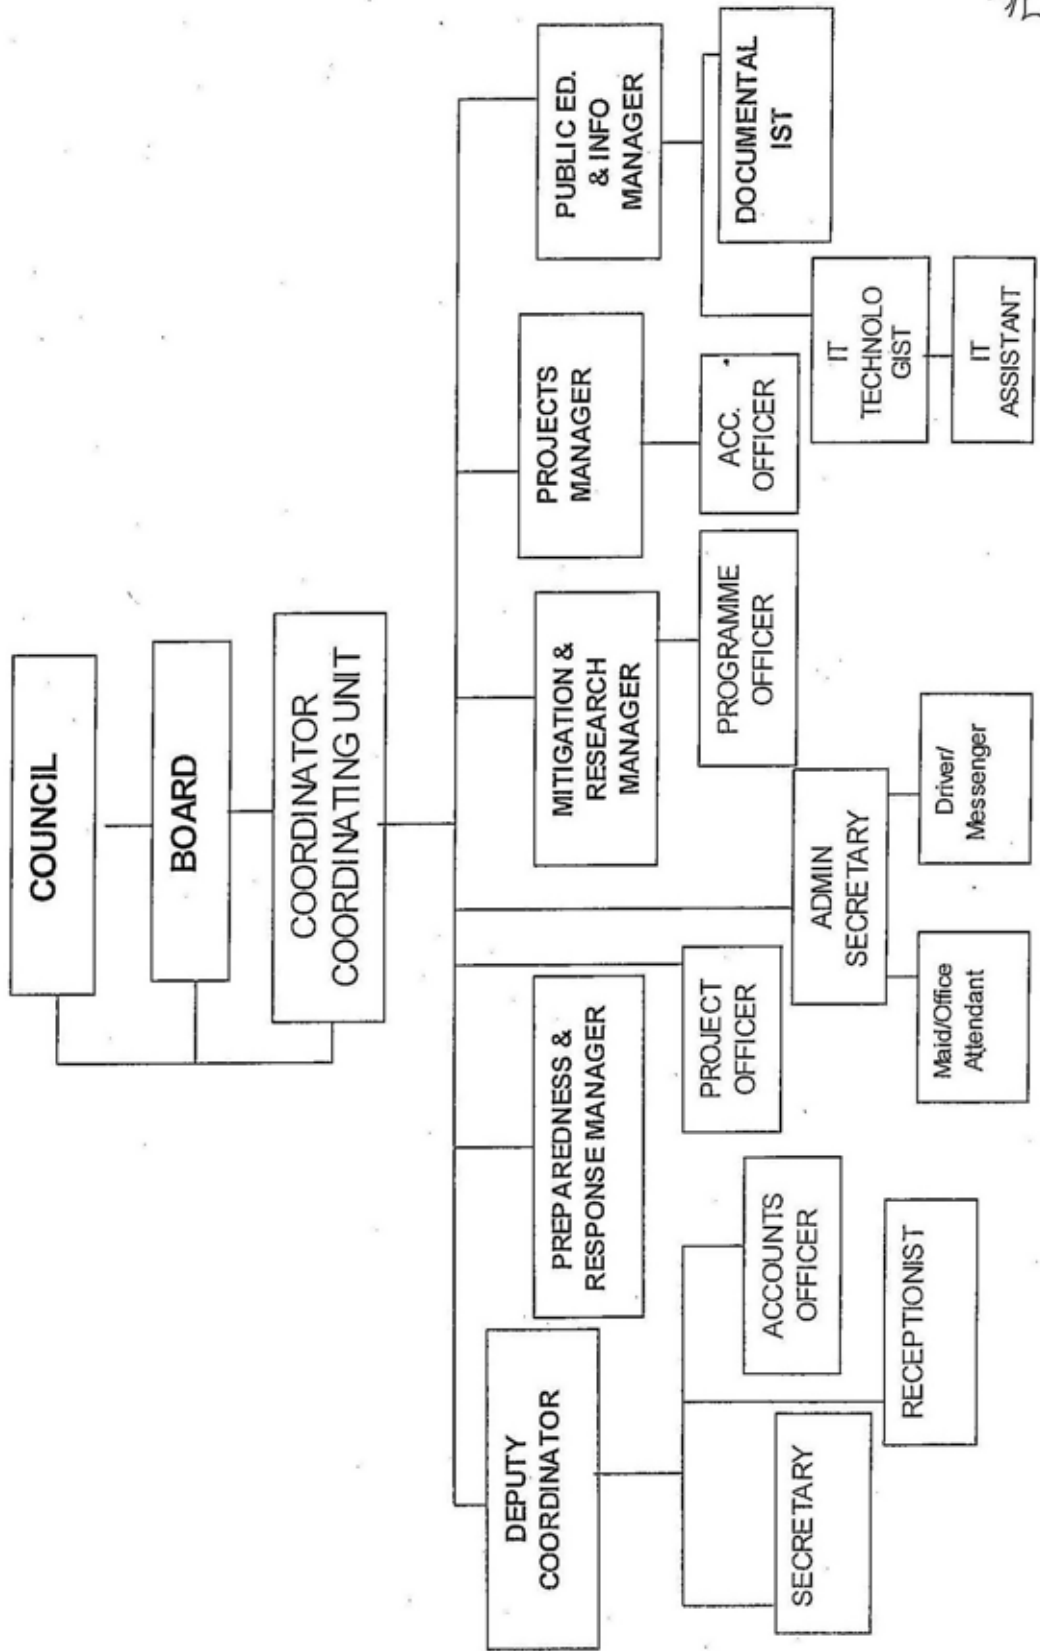 COUNCIL
BOARD
COORDINATOR
COORDINATING UNIT
DEPUTY
COORDINATOR
PREPAREDNESS &
RESPONSE MANAGER
MITIGATION &
RESEARCH
MANAGER
PROJECTS
MANAGER
PUBLIC ED.
& INFO
MANAGER
SECRETARY
RECEPTIONIST
ACCOUNTS
OFFICER
PROJECT
OFFICER
ADMIN
SECRETARY
Maid/Office
Attendant
Driver/
Messenger
PROGRAMME
OFFICER
ACC.
OFFICER
IT
TECHNOLO
GIST
IT
ASSISTANT
DOCUMENTAL
IST